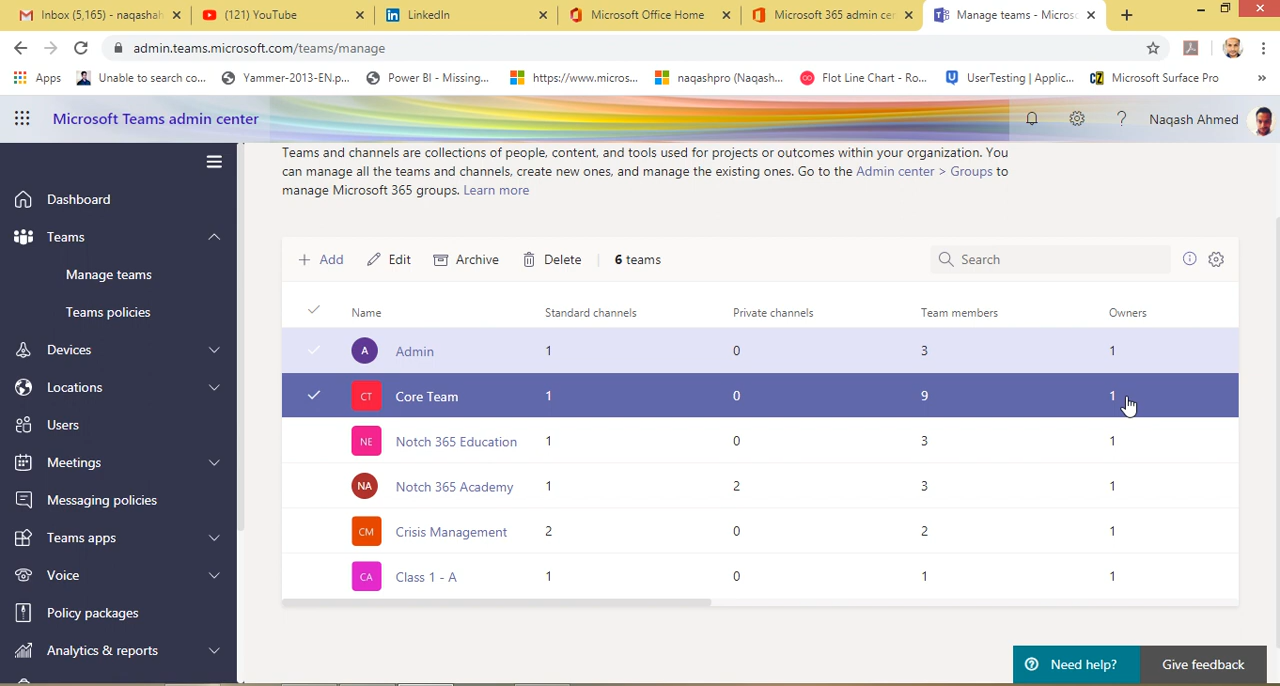 Inbox (5,165) - naqashah
(121) YouTube
LinkedIn
Microsoft Office Home
Microsoft 365 admin cen
Manage teams - Microso
admin.teams.microsoft.com/teams/manage
Apps
Unable to search co...
Yammer-2013-EN.p...
Power BI - Missing...
https://www.micros...
naqashpro (Naqash...
Flot Line Chart - Ro...
UserTesting | Applic...
CZ Microsoft Surface Pro
»
Microsoft Teams admin center
? Naqash Ahmed
Teams and channels are collections of people, content, and tools used for projects or outcomes within your organization. You
can manage all the teams and channels, create new ones, and manage the existing ones. Go to the Admin center > Groups to
manage Microsoft 365 groups. Learn more
Dashboard
Teams
Manage teams
Teams policies
Devices
Locations
Users
Meetings
Messaging policies
Teams apps
Voice
Policy packages
Analytics & reports
+ Add Edit Archive Delete 6 teams Search
Name Standard channels Private channels Team members Owners
A Admin 1 0 3 1
CT Core Team 1 0 9 1
NE Notch 365 Education 1 0 3 1
NA Notch 365 Academy 1 2 3 1
CM Crisis Management 2 0 2 1
CA Class 1 - A 1 0 1 1
Need help? Give feedback